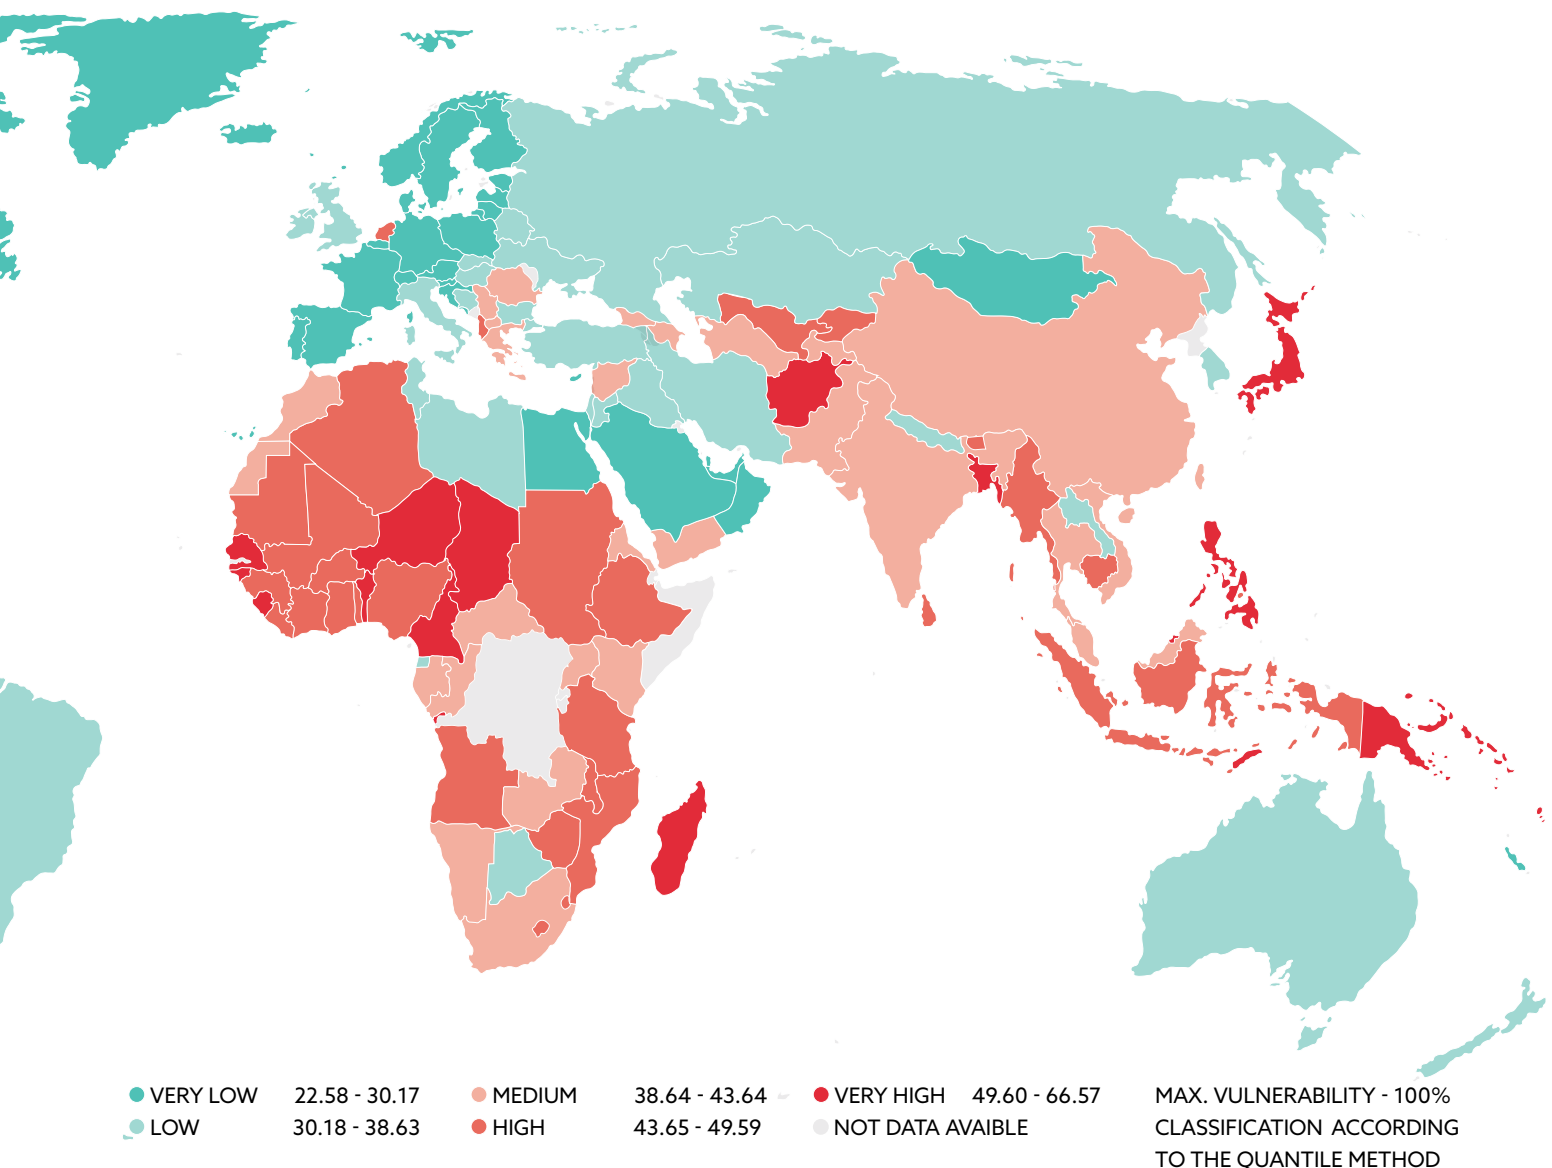 VERY LOW 22.58 - 30.17 MEDIUM 38.64 - 43.64 VERY HIGH 49.60 - 66.57 MAX. VULNERABILITY - 100%
LOW 30.18 - 38.63 HIGH 43.65 - 49.59 NOT DATA AVAIBLE CLASSIFICATION ACCORDING
TO THE QUANTILE METHOD